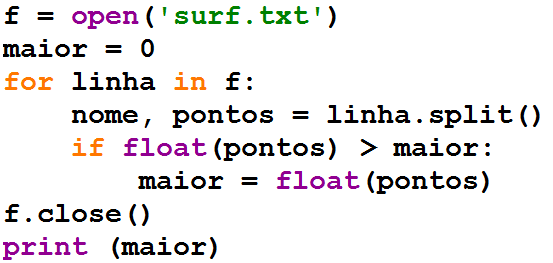 f = open('surf.txt')
maior = 0
for linha in f:
    nome, pontos = linha.split()
    if float(pontos) > maior:
        maior = float(pontos)
f.close()
print (maior)